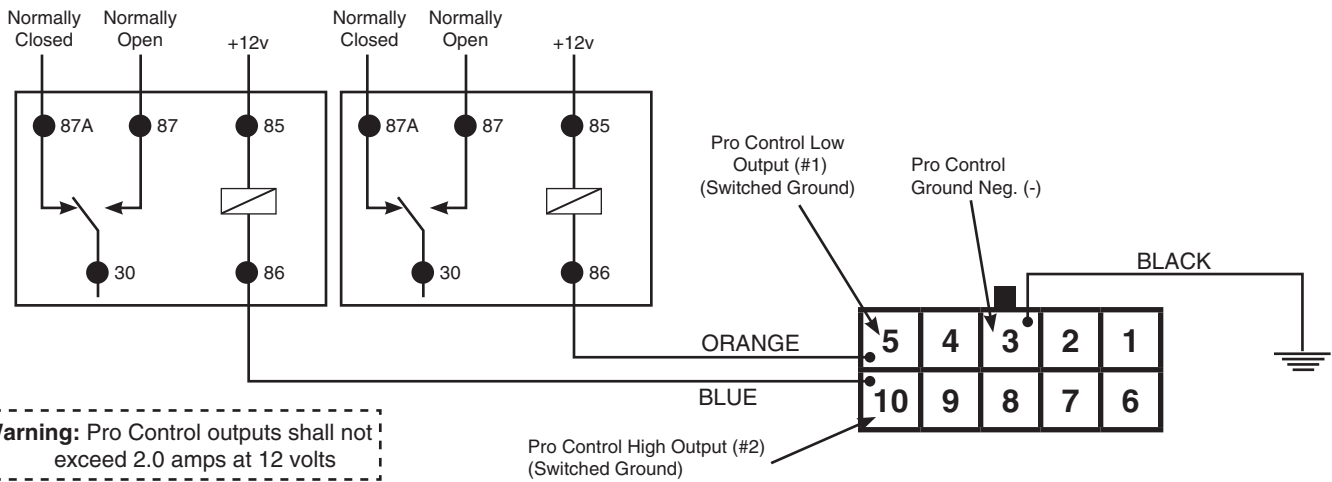 Normally Closed
Normally Open
+12v
Normally Closed
Normally Open
+12v
87A
87
85
87A
87
85
30
86
30
86
Pro Control Low
Output (#1)
(Switched Ground)
Pro Control
Ground Neg. (-)
BLACK
ORANGE
BLUE
5 4 3 2 1
10 9 8 7 6
Pro Control High Output (#2)
(Switched Ground)
arning: Pro Control outputs shall not
exceed 2.0 amps at 12 volts